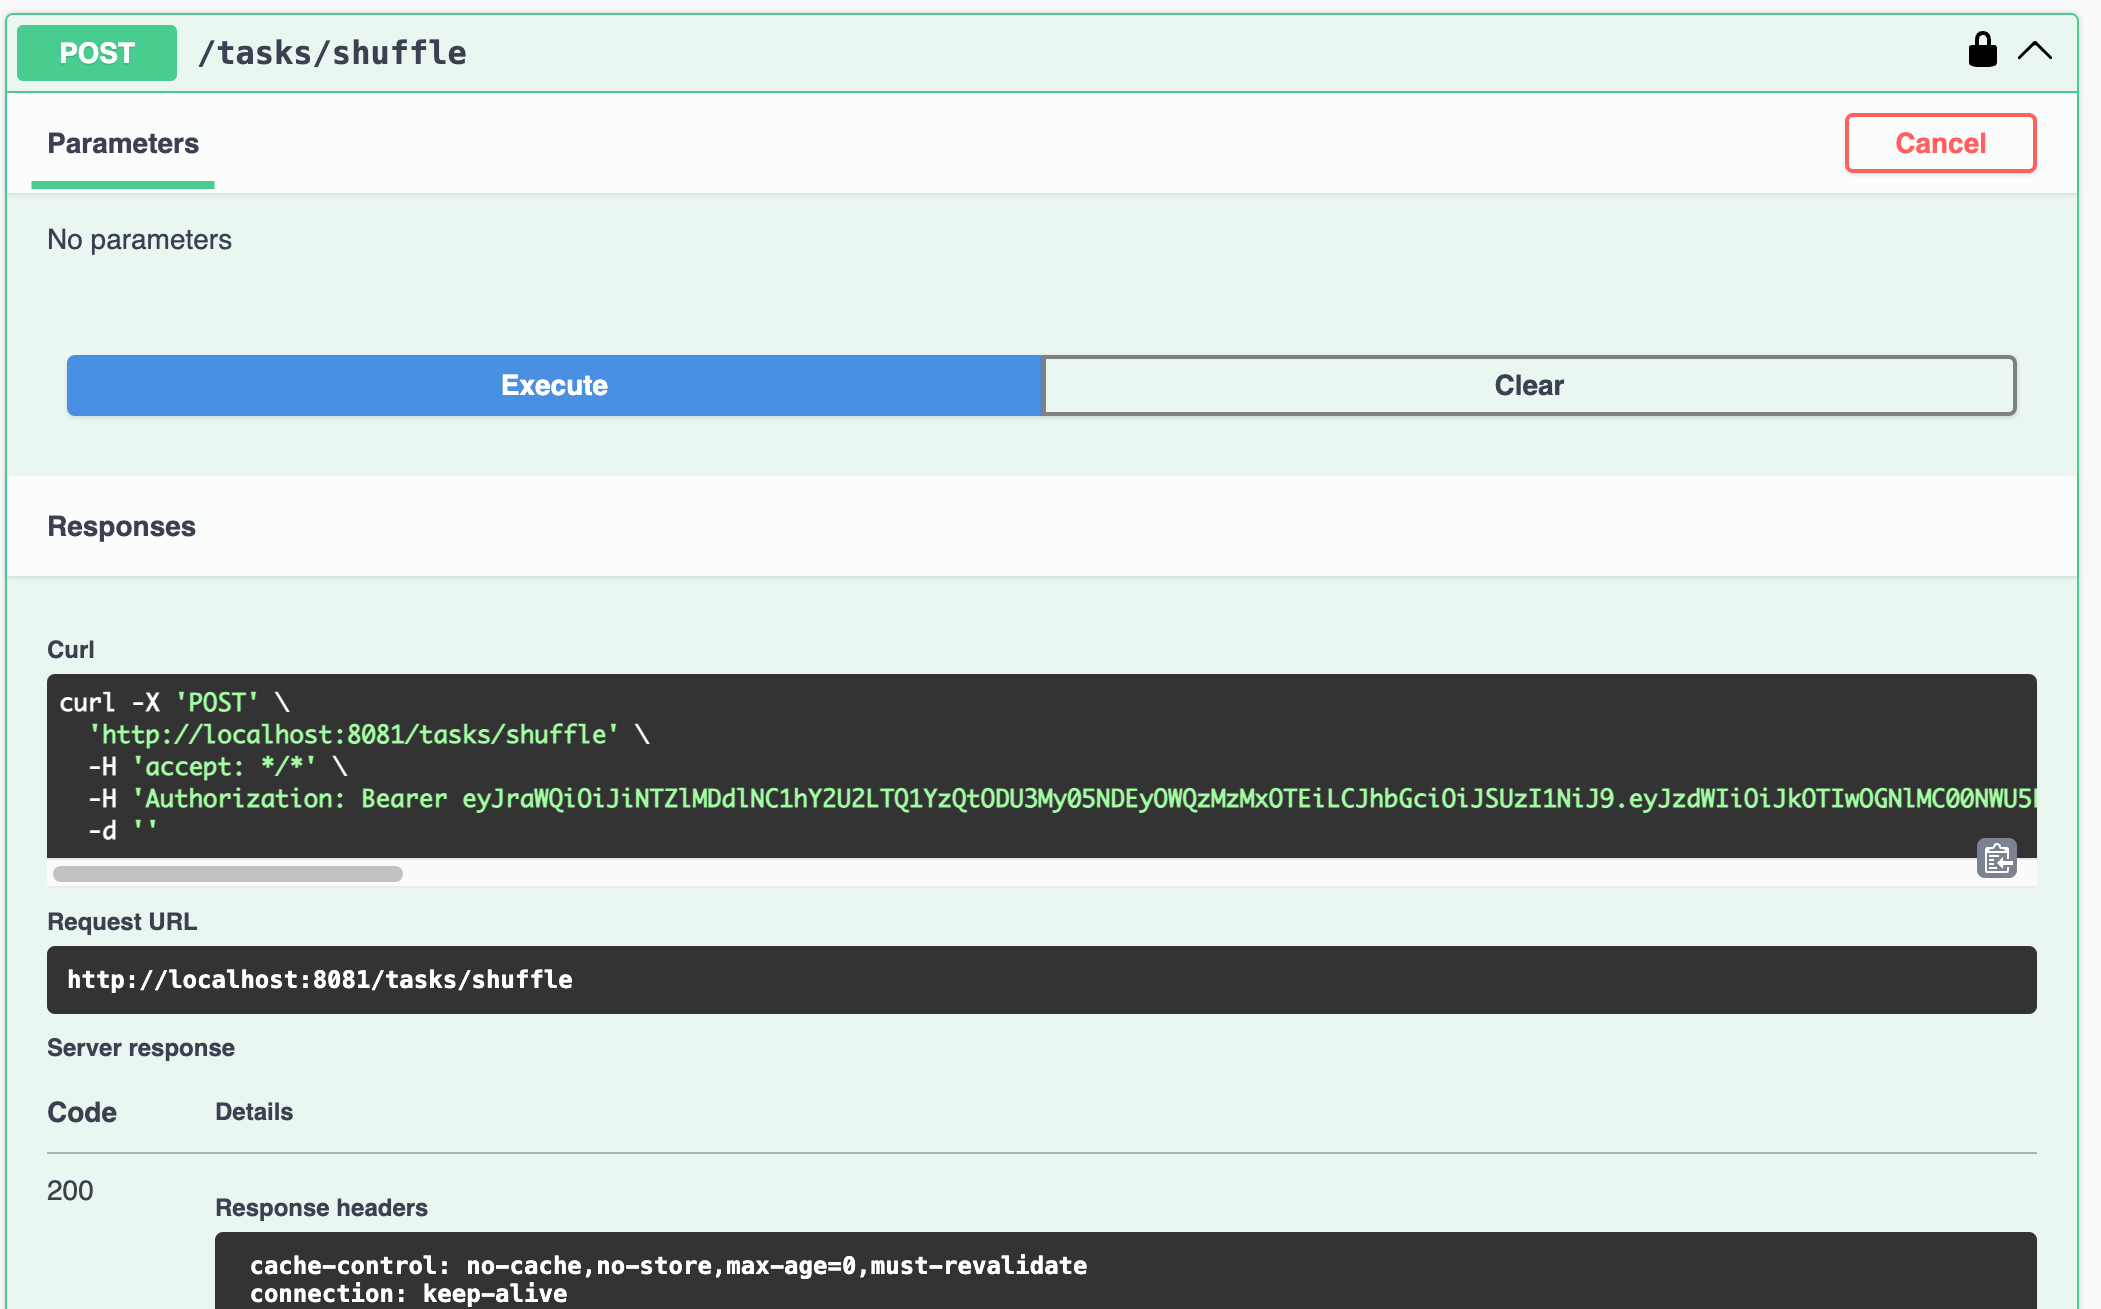 POST /tasks/shuffle
Parameters
Cancel
No parameters
Execute
Clear
Responses
Curl
curl -X 'POST' \
'http://localhost:8081/tasks/shuffle' \
-H 'accept: */*' \
-H 'Authorization: Bearer eyJraWQiOiJiNTZlMDdlNC1hY2U2LTQ1YzQtODU3My05NDEyOWQzMzMxOTEiLCJhbGciOiJSUzI1NiJ9.eyJzdWIiOiJkOTIwOGNlMC00NWU5
-d ''
Request URL
http://localhost:8081/tasks/shuffle
Server response
Code Details
200
Response headers
cache-control: no-cache,no-store,max-age=0,must-revalidate
connection: keep-alive